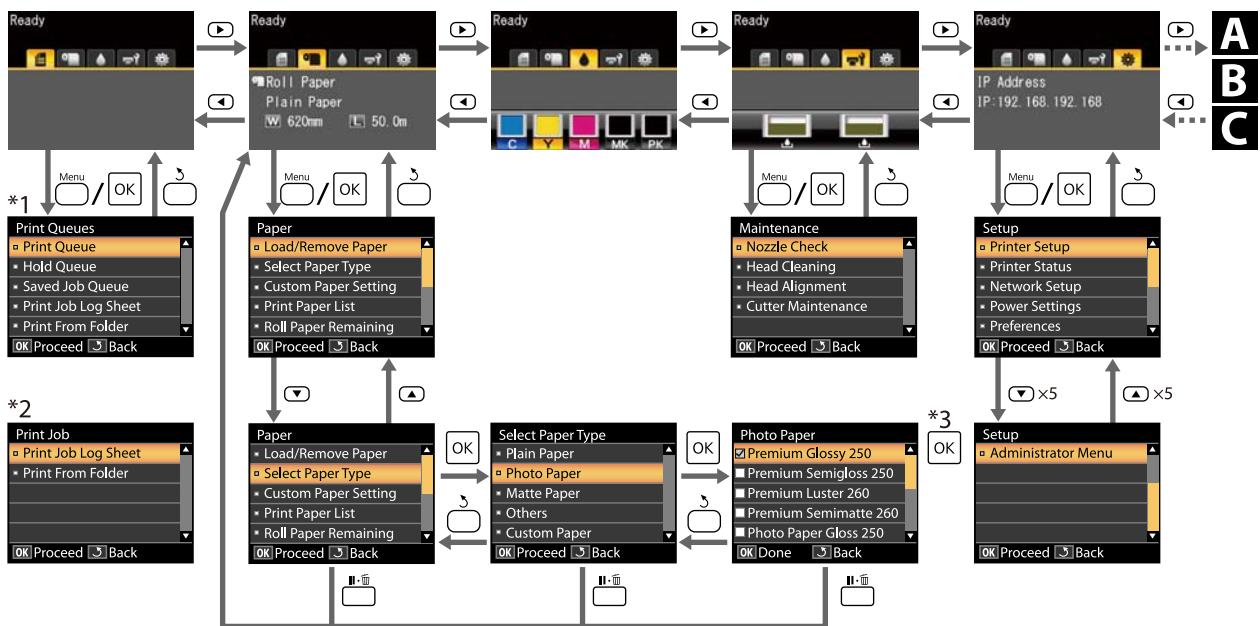 Ready
Ready
Ready
Ready
Ready
A
B
C
Roll Paper
Plain Paper
W 620mm L 50.0m
C Y M MK PK
IP Address
IP:192.168.192.168
Menu / OK
Menu / OK
Menu / OK
Menu / OK
*1
Print Queues
Print Queue
Hold Queue
Saved Job Queue
Print Job Log Sheet
Print From Folder
OK Proceed Back
Paper
Load/Remove Paper
Select Paper Type
Custom Paper Setting
Print Paper List
Roll Paper Remaining
OK Proceed Back
Maintenance
Nozzle Check
Head Cleaning
Head Alignment
Cutter Maintenance
OK Proceed Back
Setup
Printer Setup
Printer Status
Network Setup
Power Settings
Preferences
OK Proceed Back
×5
×5
*2
Print Job
Print Job Log Sheet
Print From Folder
OK Proceed Back
Paper
Load/Remove Paper
Select Paper Type
Custom Paper Setting
Print Paper List
Roll Paper Remaining
OK Proceed Back
OK
Select Paper Type
Plain Paper
Photo Paper
Matte Paper
Others
Custom Paper
OK Proceed Back
OK
Photo Paper
Premium Glossy 250
Premium Semigloss 250
Premium Luster 260
Premium Semimatte 260
Photo Paper Gloss 250
OK Done Back
*3
OK
Setup
Administrator Menu
OK Proceed Back